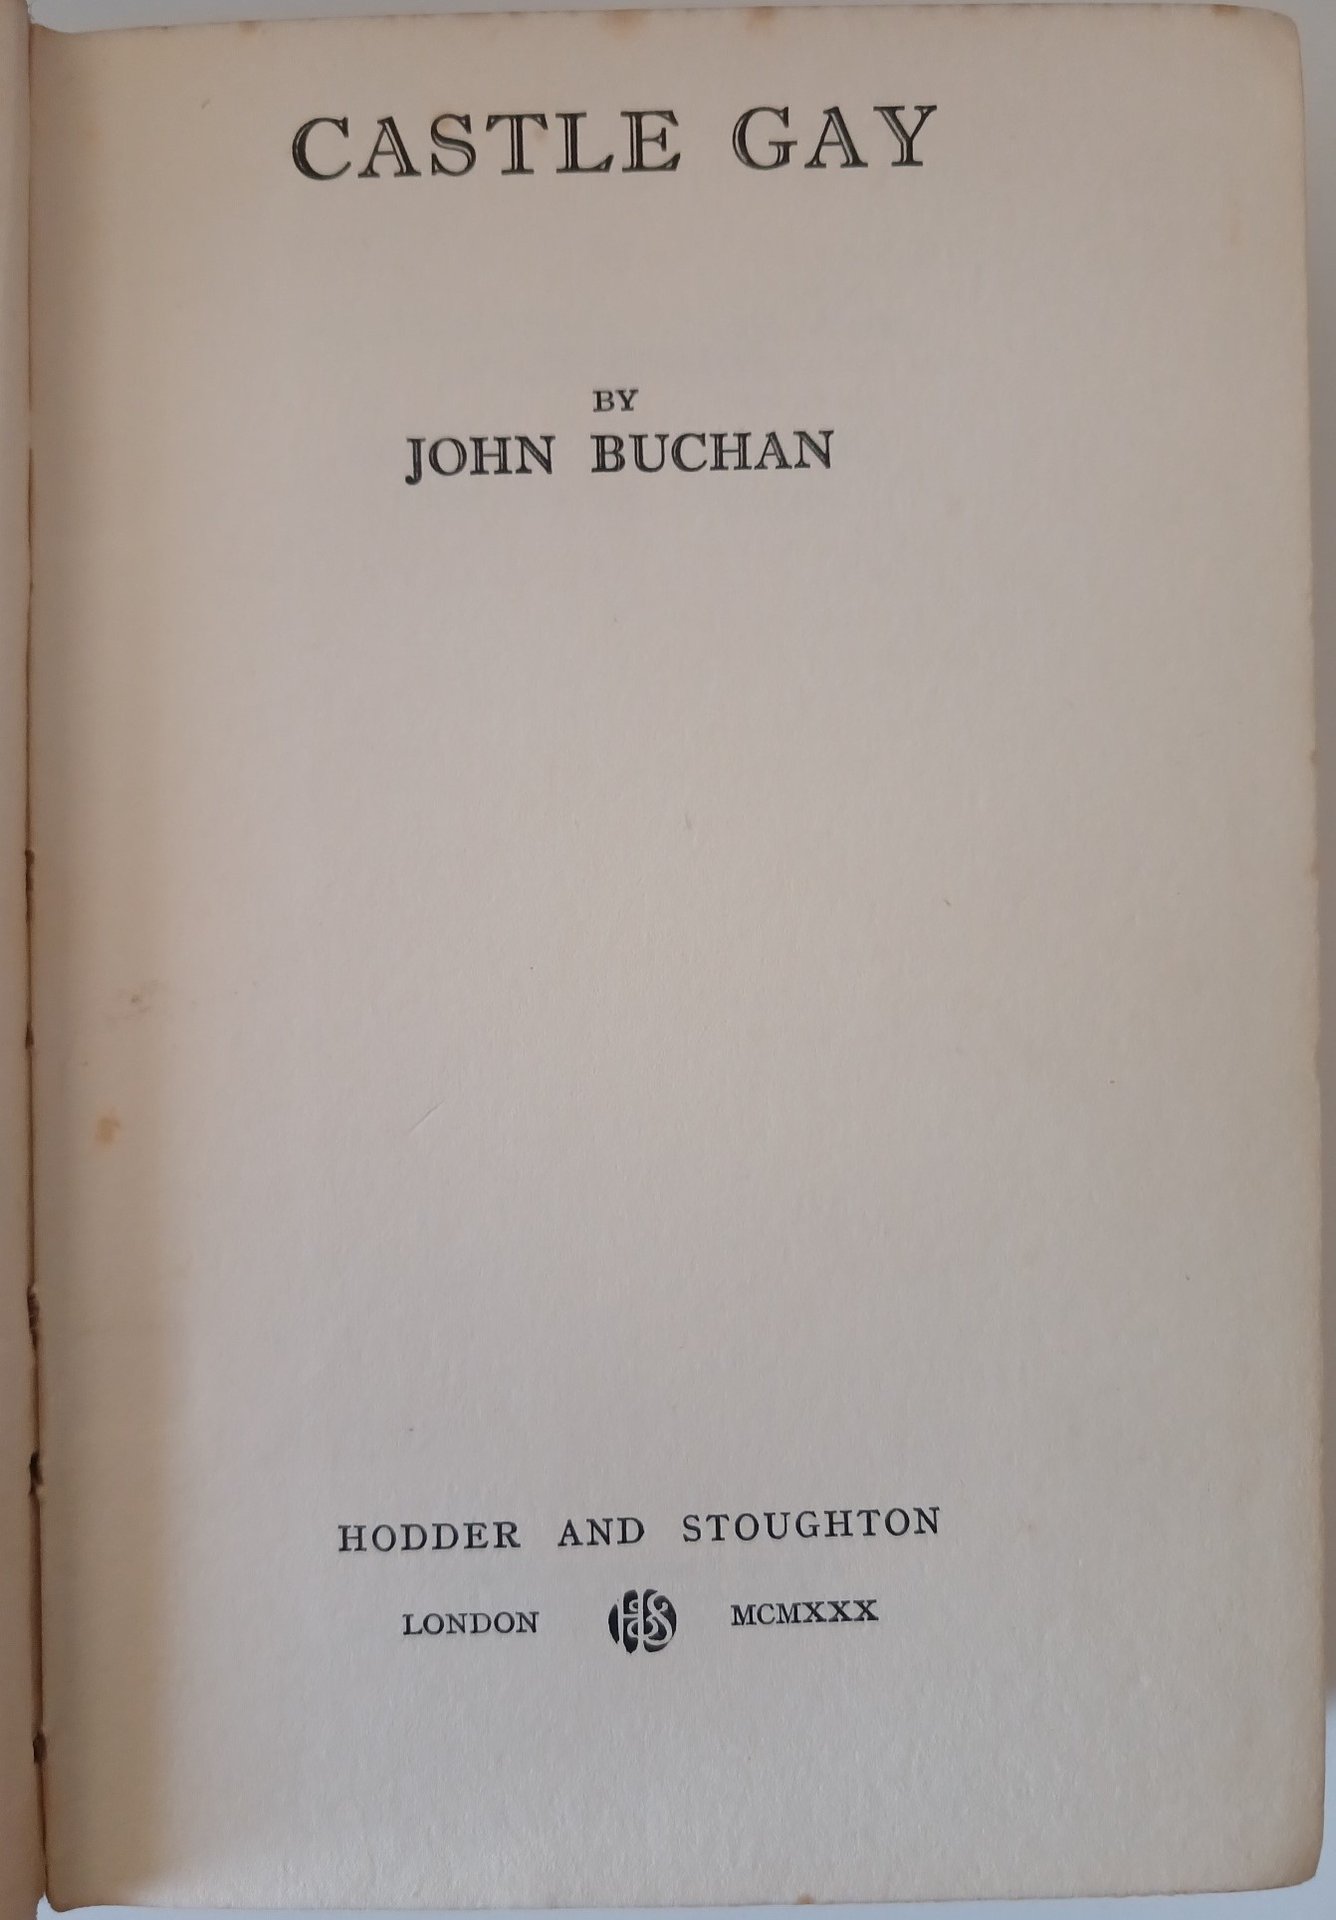 CASTLE GAY
BY
JOHN BUCHAN
HODDER AND STOUGHTON
LONDON H&S MCMXXX